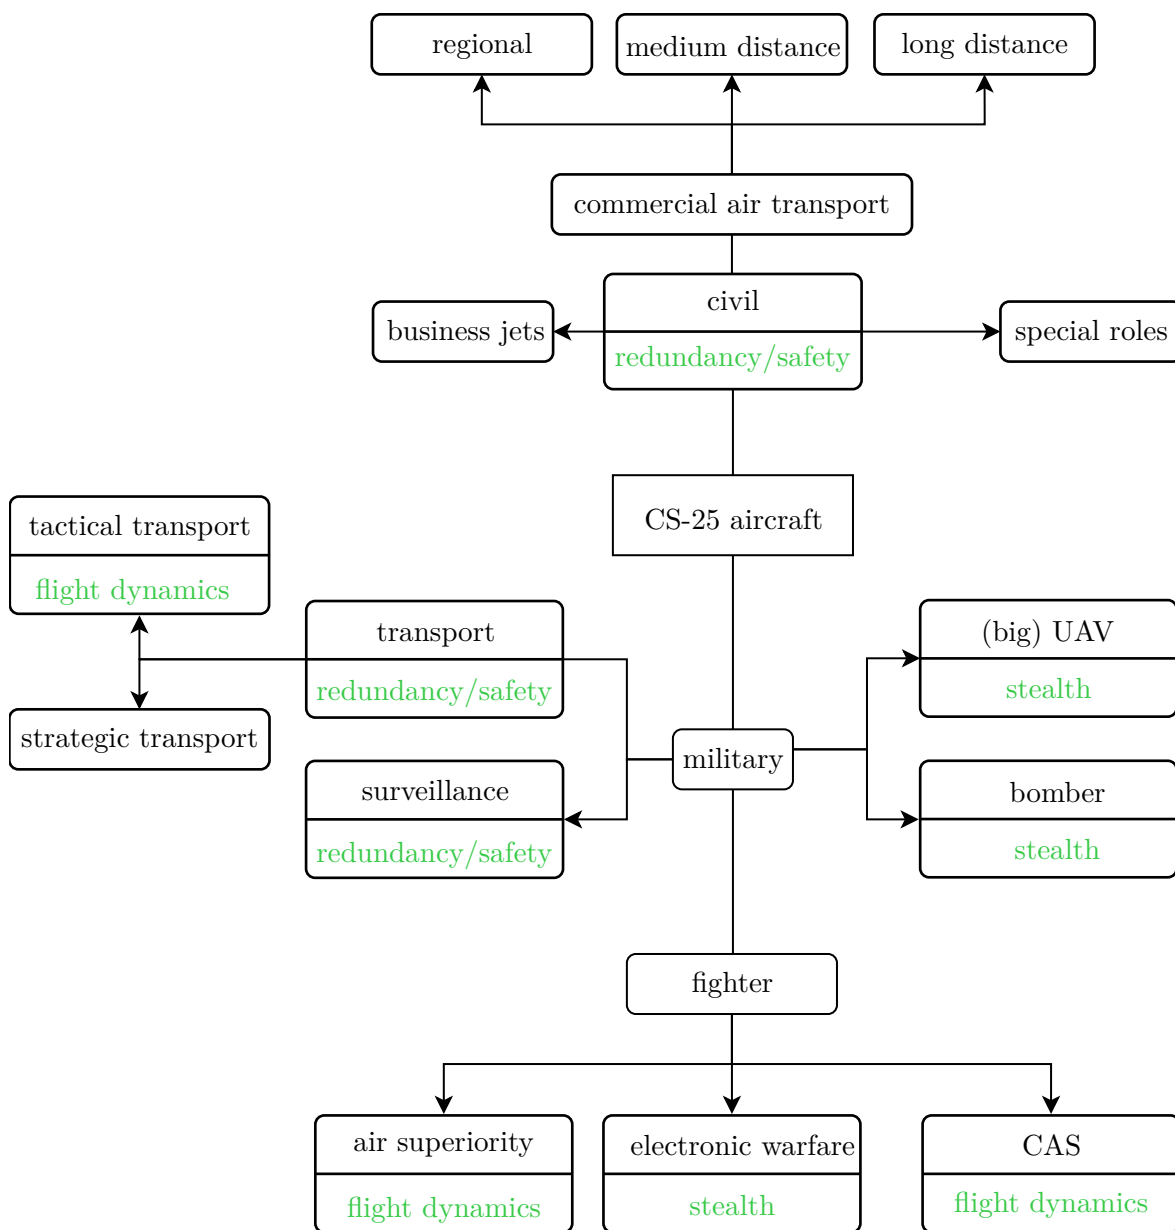 regional
medium distance
long distance
commercial air transport
civil
redundancy/safety
business jets
special roles
CS-25 aircraft
tactical transport
flight dynamics
transport
redundancy/safety
strategic transport
surveillance
redundancy/safety
military
(big) UAV
stealth
bomber
stealth
fighter
air superiority
flight dynamics
electronic warfare
stealth
CAS
flight dynamics